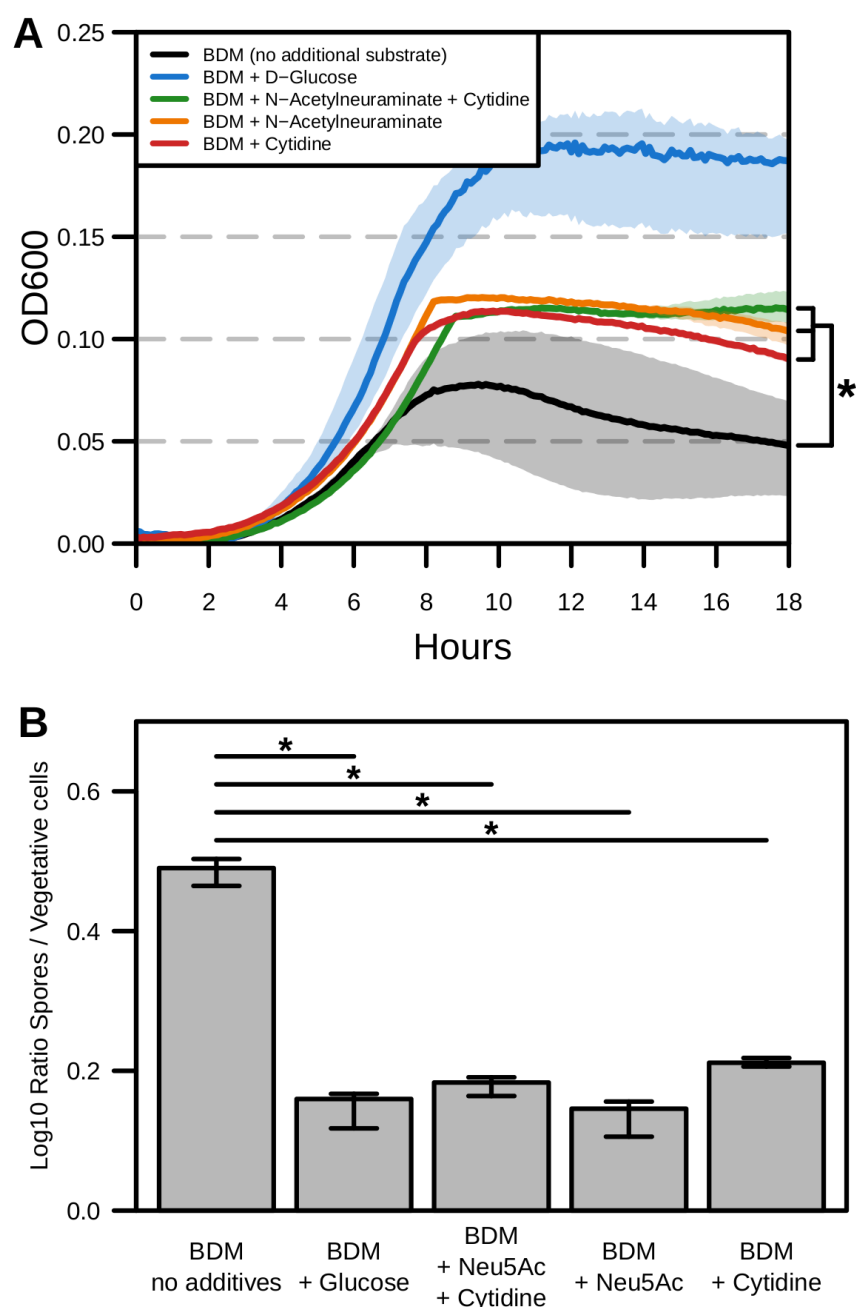 A
0.25
BDM (no additional substrate)
BDM + D−Glucose
BDM + N−Acetylneuraminate + Cytidine
BDM + N−Acetylneuraminate
BDM + Cytidine
0.20
0.15
0.10
0.05
0.00
OD600
*
0 2 4 6 8 10 12 14 16 18
Hours
B
Log10 Ratio Spores / Vegetative cells
0.6
0.4
0.2
0.0
*
*
*
*
BDM
no additives
BDM
+ Glucose
BDM
+ Neu5Ac
+ Cytidine
BDM
+ Neu5Ac
BDM
+ Cytidine